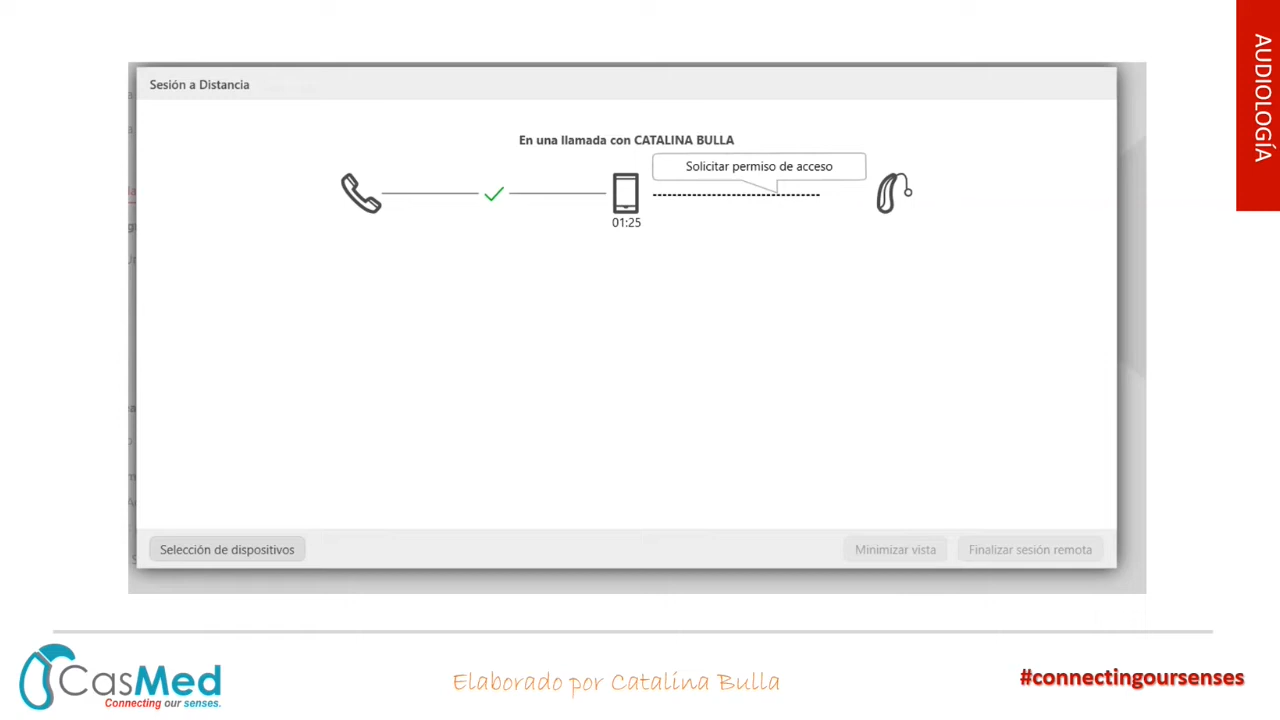 AUDIOLOGÍA
Sesión a Distancia
En una llamada con CATALINA BULLA
Solicitar permiso de acceso
01:25
Selección de dispositivos
Minimizar vista
Finalizar sesión remota
CasMed
Connecting our senses.
Elaborado por Catalina Bulla
#connectingoursenses